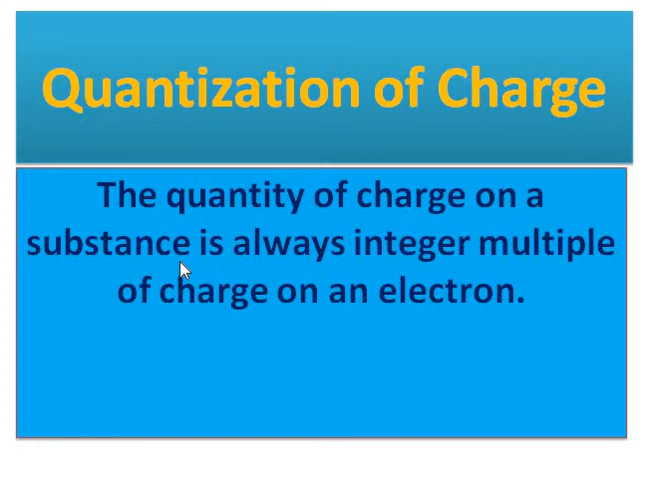 Quantization of Charge
The quantity of charge on a
substance is always integer multiple
of charge on an electron.